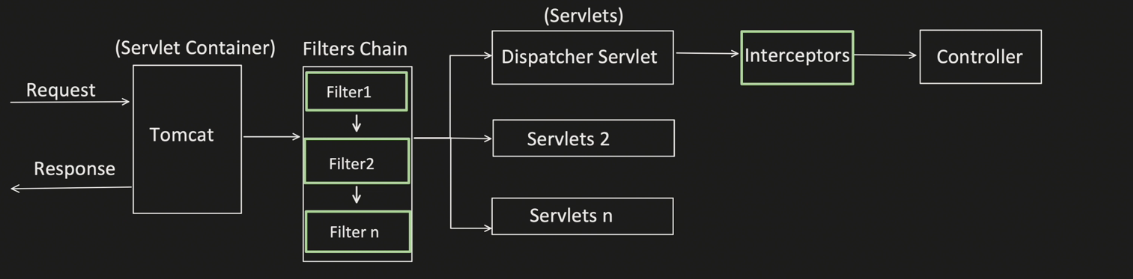 (Servlets)
(Servlet Container)
Filters Chain
Dispatcher Servlet
Interceptors
Controller
Request
Filter1
Tomcat
Servlets 2
Filter2
Response
Servlets n
Filter n